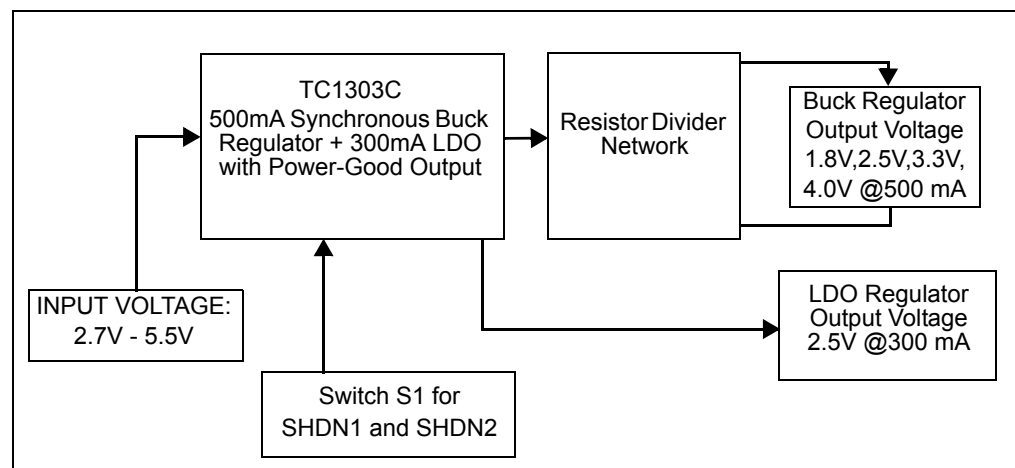 TC1303C
500mA Synchronous Buck
Regulator + 300mA LDO
with Power-Good Output
Resistor Divider
Network
Buck Regulator
Output Voltage
1.8V,2.5V,3.3V,
4.0V @500 mA
INPUT VOLTAGE:
2.7V - 5.5V
LDO Regulator
Output Voltage
2.5V @300 mA
Switch S1 for
SHDN1 and SHDN2